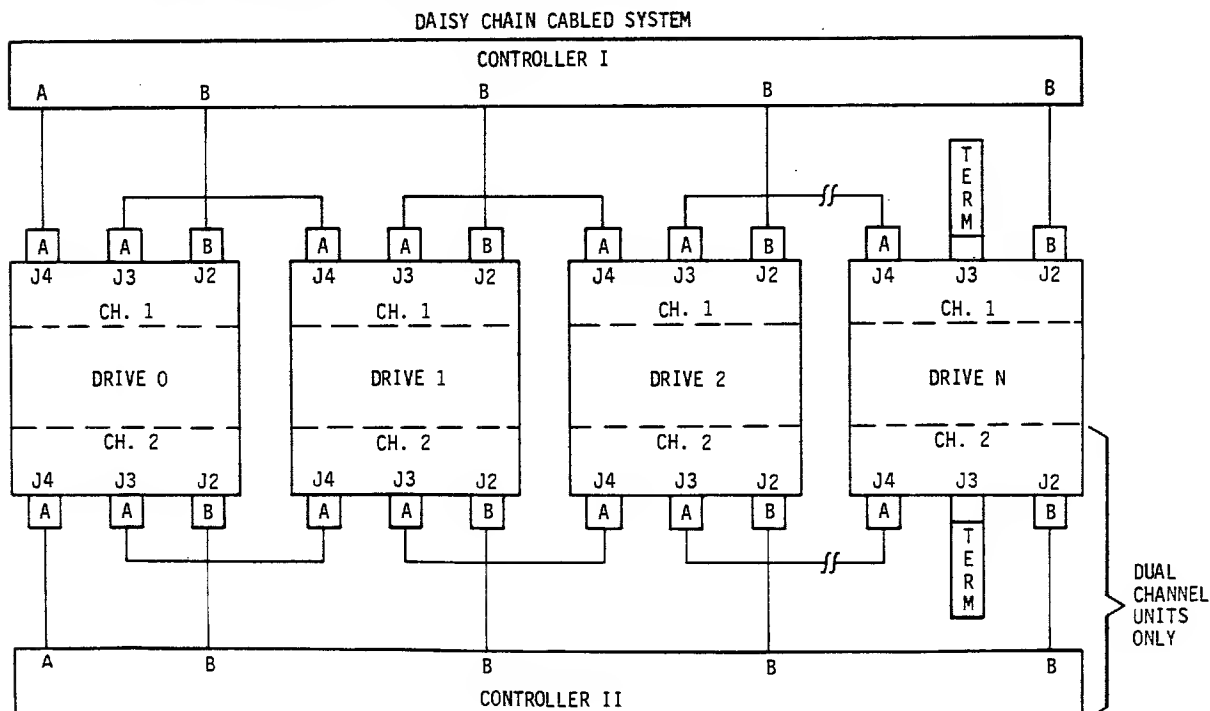 DAISY CHAIN CABLED SYSTEM
CONTROLLER I
A B B B B
TERM
A A B A A B A A B A B
J4 J3 J2 J4 J3 J2 J4 J3 J2 J4 J3 J2
CH. 1 CH. 1 CH. 1 CH. 1
DRIVE 0 DRIVE 1 DRIVE 2 DRIVE N
CH. 2 CH. 2 CH. 2 CH. 2
J4 J3 J2 J4 J3 J2 J4 J3 J2 J4 J3 J2
A A B A A B A A B A B
TERM
DUAL
CHANNEL
UNITS
ONLY
A B B B B
CONTROLLER II